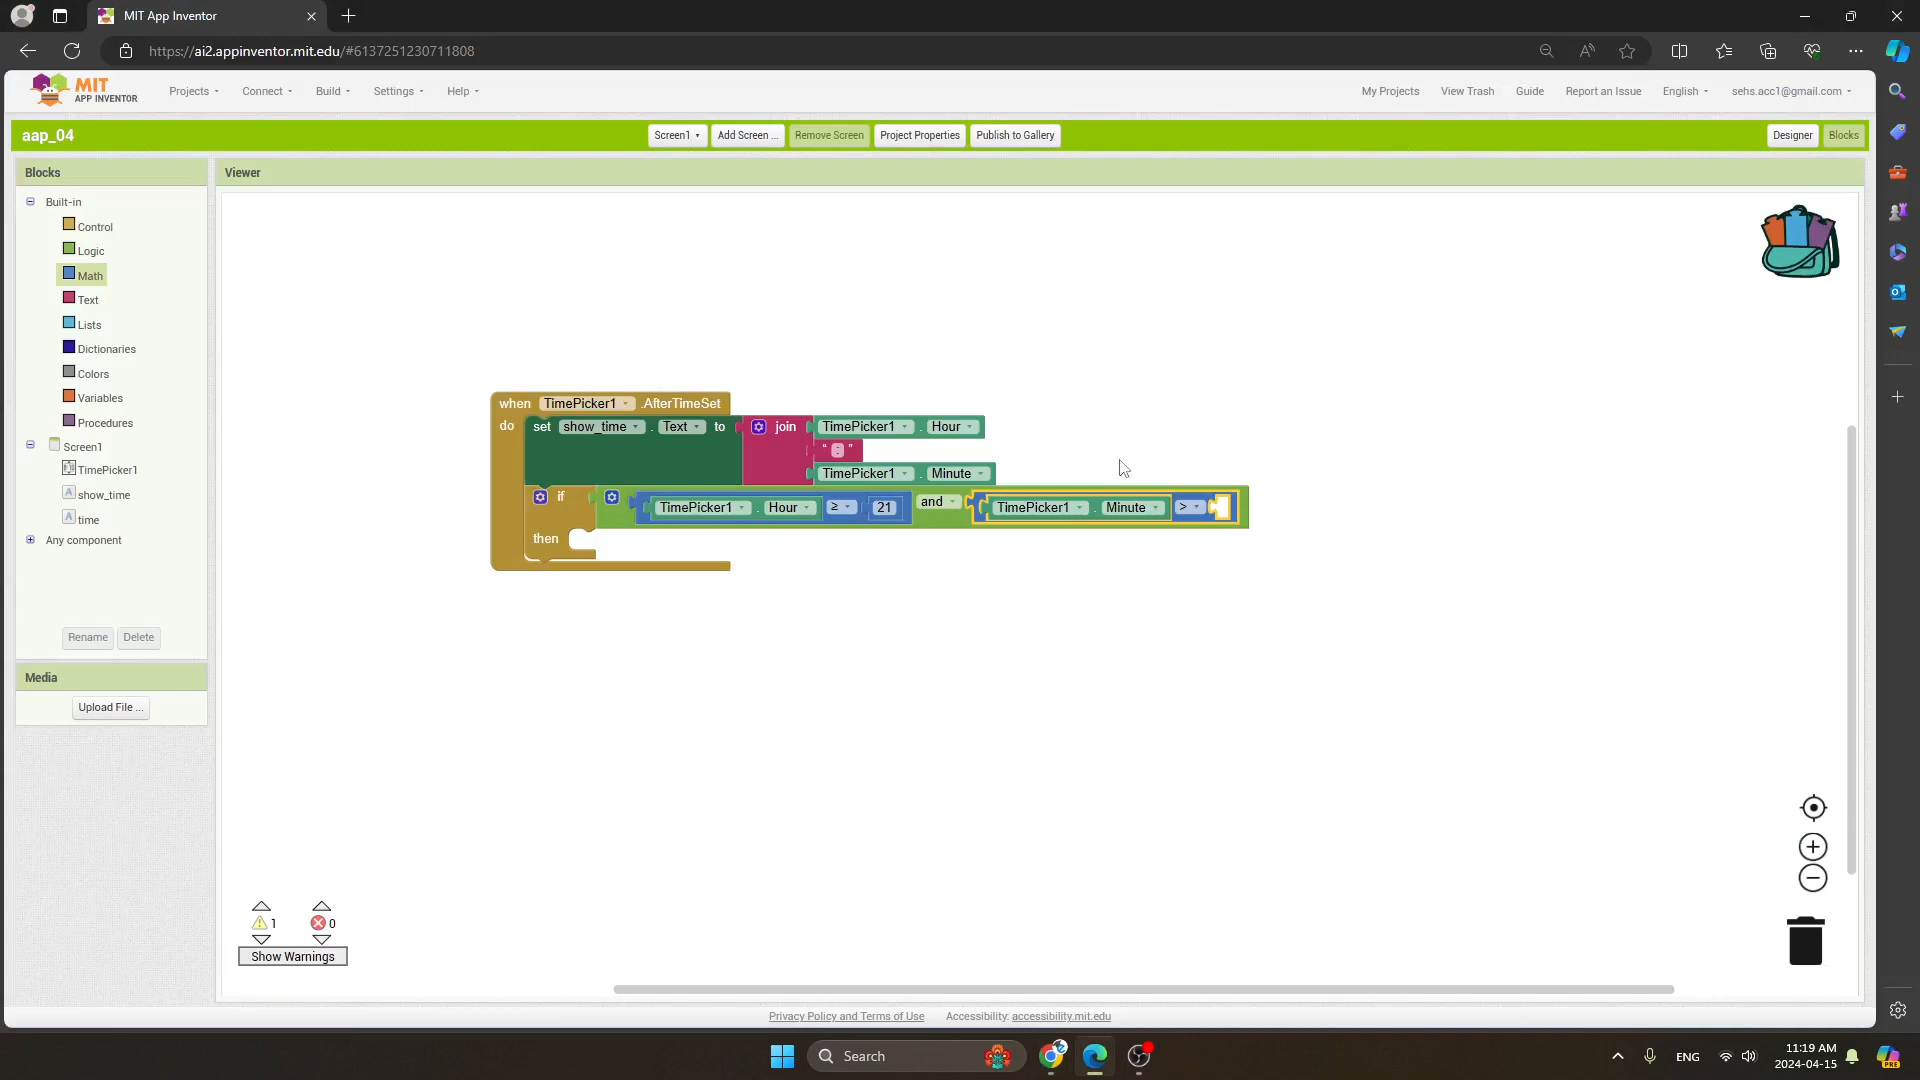 MIT App Inventor
https://ai2.appinventor.mit.edu/#6137251230711808
MIT
APP INVENTOR
Projects
Connect
Build
Settings
Help
My Projects
View Trash
Guide
Report an Issue
English
sehs.acc1@gmail.com
aap_04
Screen1
Add Screen ...
Remove Screen
Project Properties
Publish to Gallery
Designer
Blocks
Blocks
Viewer
Built-in
Control
Logic
Math
Text
Lists
Dictionaries
Colors
Variables
Procedures
Screen1
TimePicker1
show_time
time
Any component
Rename
Delete
Media
Upload File ...
when TimePicker1 .AfterTimeSet
do set show_time . Text to join TimePicker1 . Hour
“ : ”
TimePicker1 . Minute
if TimePicker1 . Hour ≥ 21 and TimePicker1 . Minute >
then
1
0
Show Warnings
Privacy Policy and Terms of Use
Accessibility: accessibility.mit.edu
Search
ENG
11:19 AM
2024-04-15
PRE